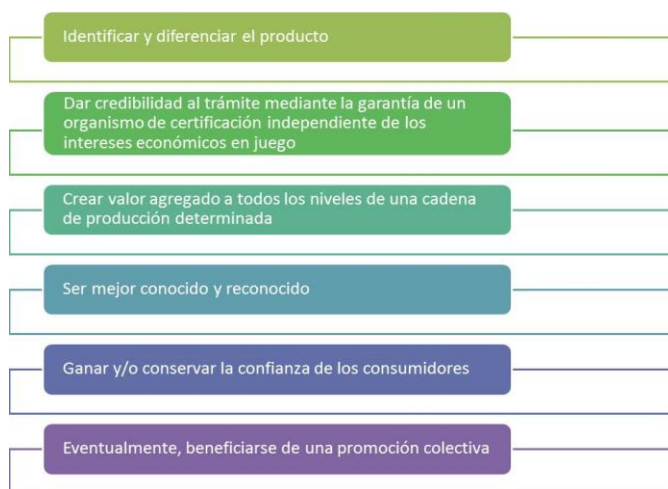 Identificar y diferenciar el producto
Dar credibilidad al trámite mediante la garantía de un
organismo de certificación independiente de los
intereses económicos en juego
Crear valor agregado a todos los niveles de una cadena
de producción determinada
Ser mejor conocido y reconocido
Ganar y/o conservar la confianza de los consumidores
Eventualmente, beneficiarse de una promoción colectiva